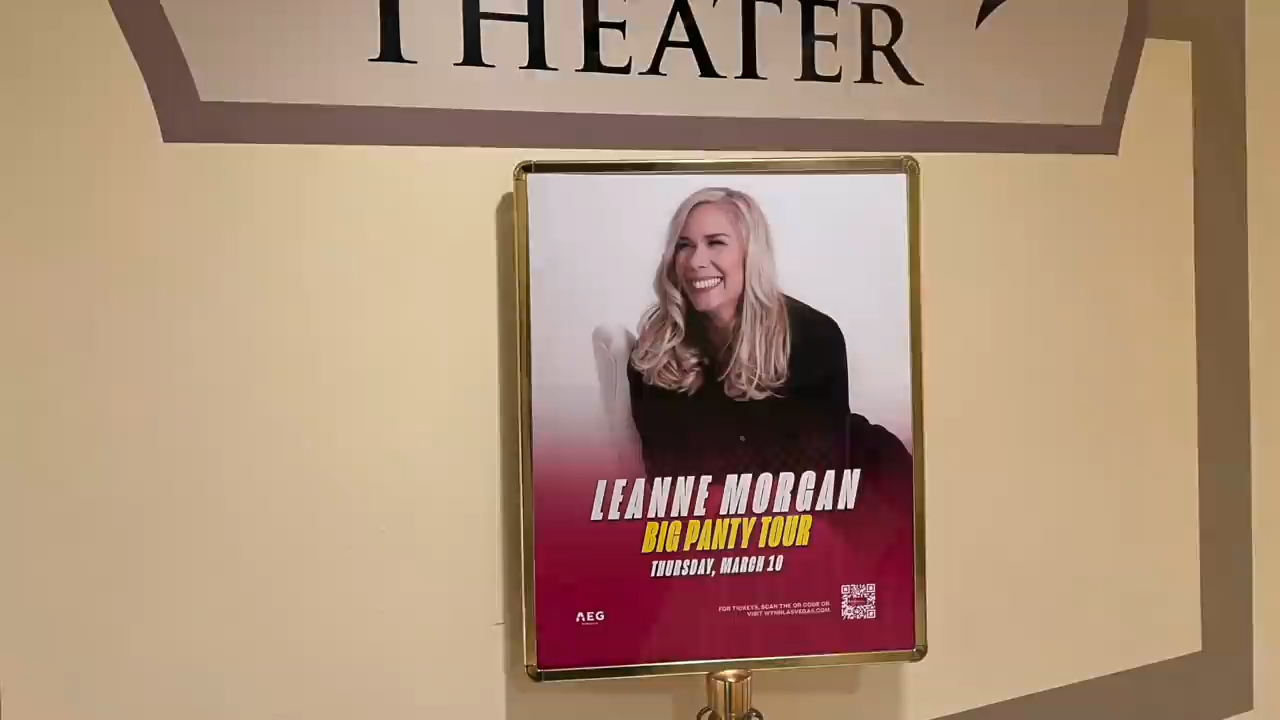 THEATER
LEANNE MORGAN
BIG PANTY TOUR
THURSDAY, MARCH 10
AEG
FOR TICKETS, SCAN THE QR CODE OR
VISIT WYNNLASVEGAS.COM